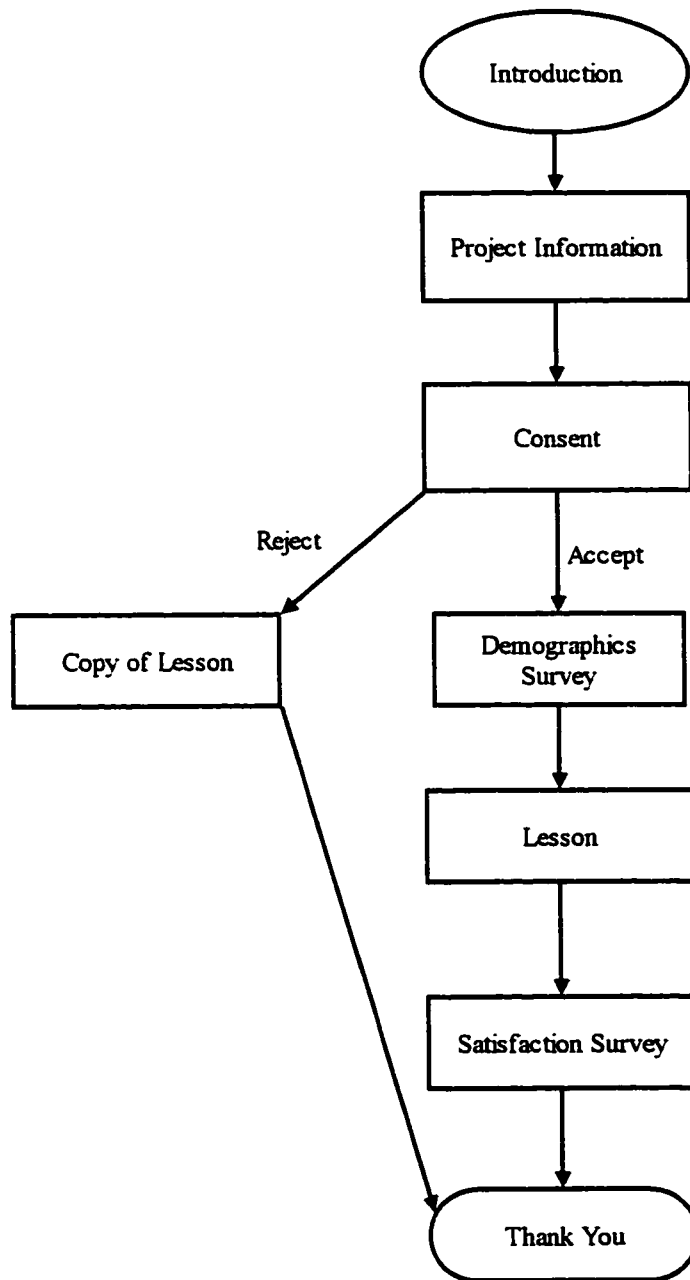 Introduction
Project Information
Consent
Reject
Accept
Copy of Lesson
Demographics
Survey
Lesson
Satisfaction Survey
Thank You